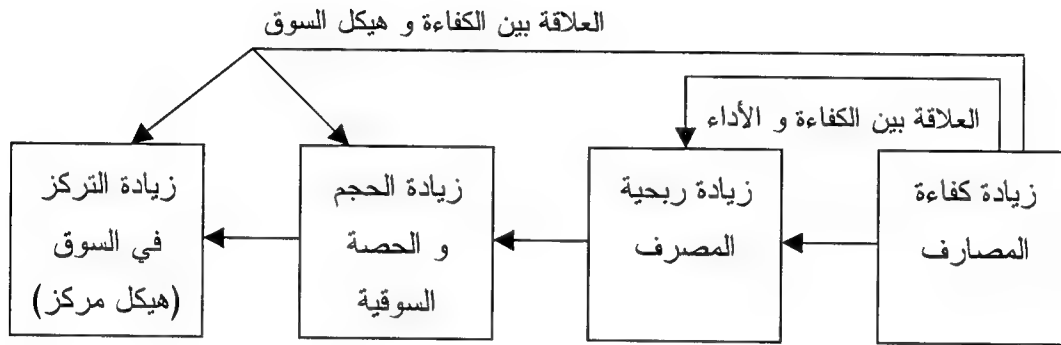 العلاقة بين الكفاءة و هيكل السوق
العلاقة بين الكفاءة و الأداء
زيادة كفاءة
المصارف
زيادة ربحية
المصرف
زيادة الحجم
و الحصة
السوقية
زيادة التركز
في السوق
(هيكل مركز)